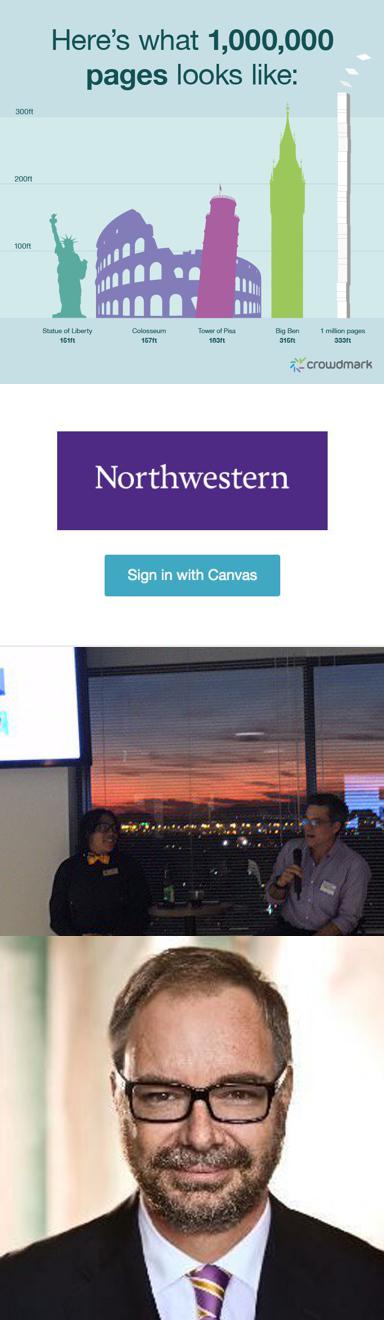 Here's what 1,000,000
pages looks like:
300ft
200ft
100ft
Statue of Liberty
151ft
Colosseum
157ft
Tower of Pisa
183ft
Big Ben
315ft
1 million pages
333ft
crowdmark
Northwestern
Sign in with Canvas